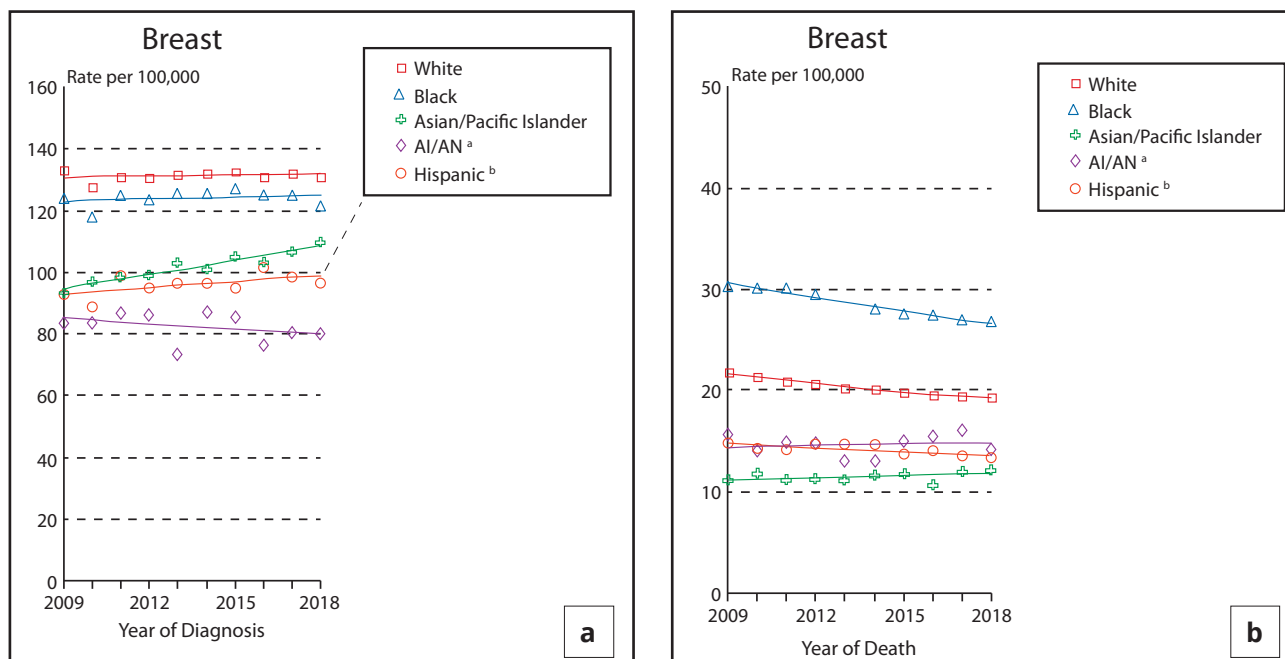 Breast
Rate per 100,000
160
140
120
100
80
60
40
20
0
2009 2012 2015 2018
Year of Diagnosis
White
Black
Asian/Pacific Islander
AI/AN a
Hispanic b
a
Breast
Rate per 100,000
50
40
30
20
10
0
2009 2012 2015 2018
Year of Death
White
Black
Asian/Pacific Islander
AI/AN a
Hispanic b
b